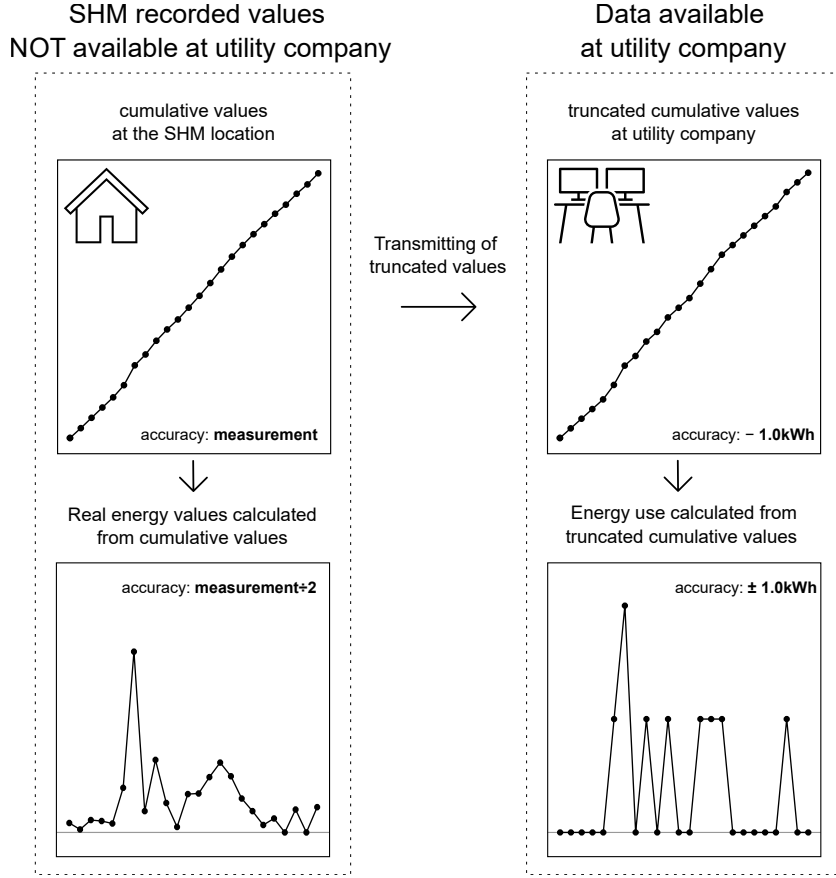 SHM recorded values
NOT available at utility company
cumulative values
at the SHM location
accuracy: measurement
Real energy values calculated
from cumulative values
accuracy: measurement÷2
Transmitting of
truncated values
Data available
at utility company
truncated cumulative values
at utility company
accuracy: − 1.0kWh
Energy use calculated from
truncated cumulative values
accuracy: ± 1.0kWh